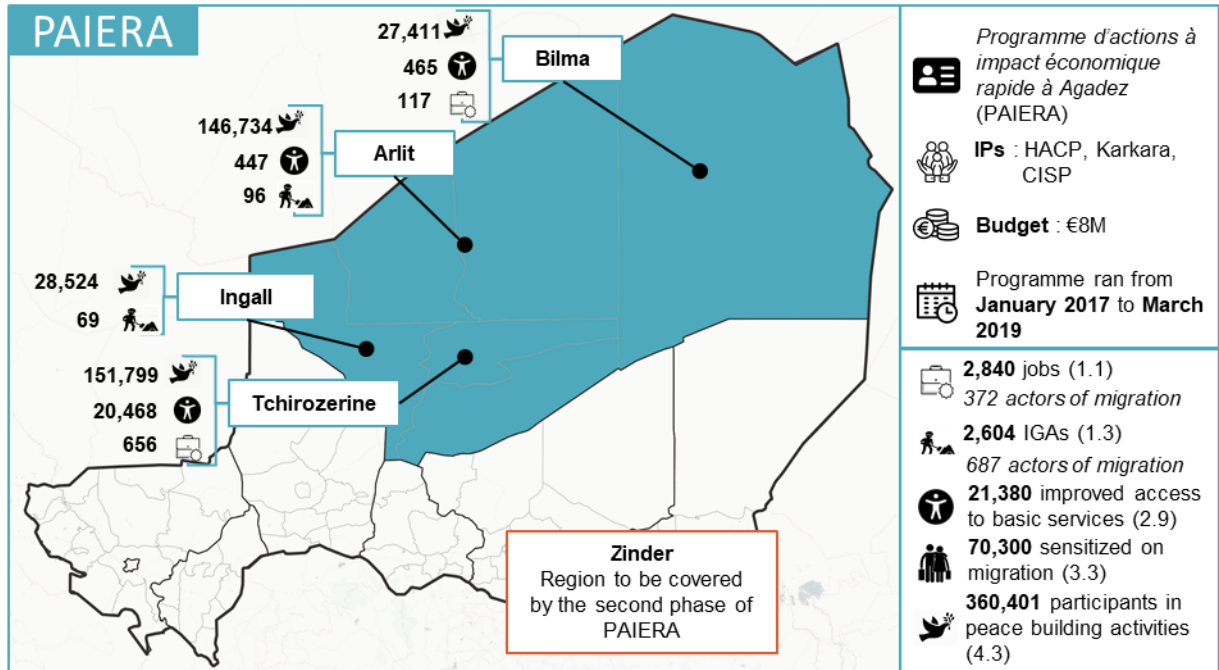 PAIERA
27,411
465
117
Bilma
146,734
447
96
Arlit
28,524
69
Ingall
151,799
20,468
656
Tchirozerine
Zinder
Region to be covered
by the second phase of
PAIERA
Programme d'actions à
impact économique
rapide à Agadez
(PAIERA)
IPs : HACP, Karkara,
CISP
Budget : €8M
Programme ran from
January 2017 to March
2019
2,840 jobs (1.1)
372 actors of migration
2,604 IGAs (1.3)
687 actors of migration
21,380 improved access
to basic services (2.9)
70,300 sensitized on
migration (3.3)
360,401 participants in
peace building activities
(4.3)